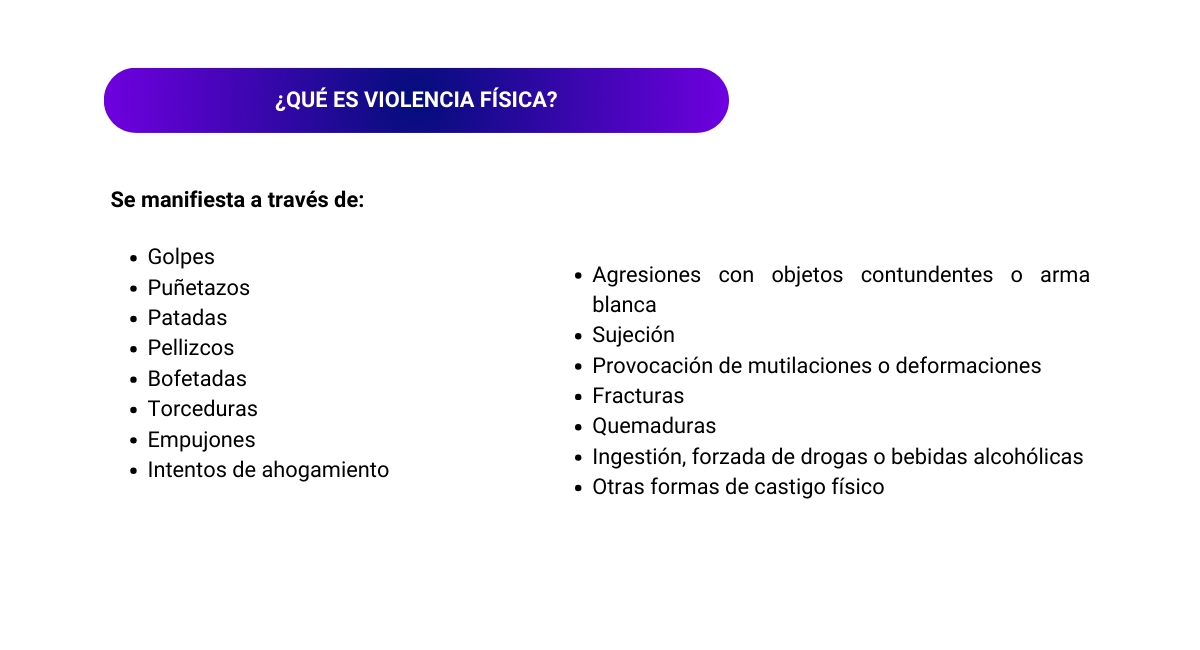 ¿QUÉ ES VIOLENCIA FÍSICA?
Se manifiesta a través de:
• Golpes
• Puñetazos
• Patadas
• Pellizcos
• Bofetadas
• Torceduras
• Empujones
• Intentos de ahogamiento
• Agresiones con objetos contundentes o arma
blanca
• Sujeción
• Provocación de mutilaciones o deformaciones
• Fracturas
• Quemaduras
• Ingestión, forzada de drogas o bebidas alcohólicas
• Otras formas de castigo físico